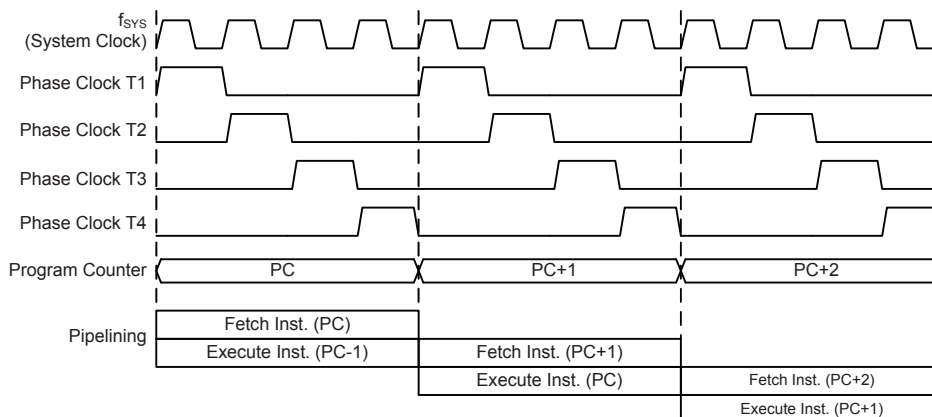 fSYS
(System Clock)
Phase Clock T1
Phase Clock T2
Phase Clock T3
Phase Clock T4
Program Counter
PC
PC+1
PC+2
Pipelining
Fetch Inst. (PC)
Execute Inst. (PC-1)
Fetch Inst. (PC+1)
Execute Inst. (PC)
Fetch Inst. (PC+2)
Execute Inst. (PC+1)